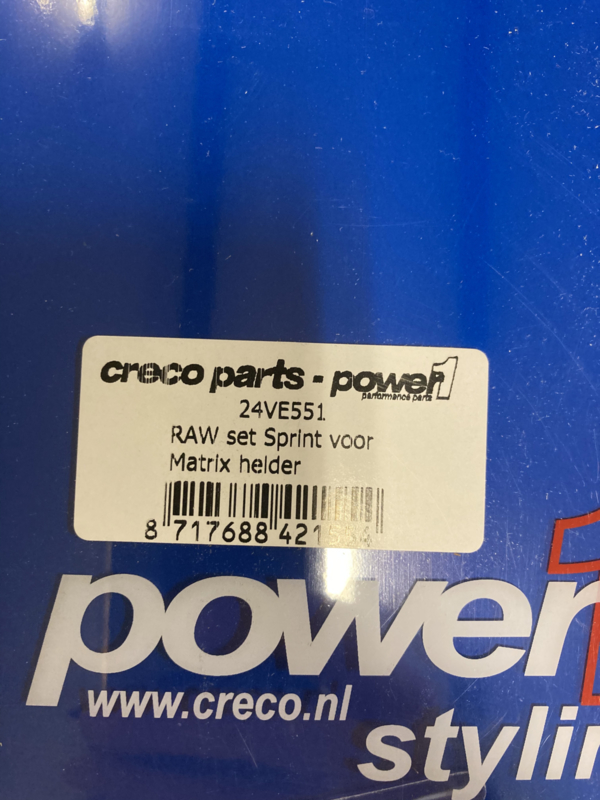 creco parts - power1
performance parts
24VE551
RAW set Sprint voor
Matrix helder
8 717688 421
power1
www.creco.nl
stylin